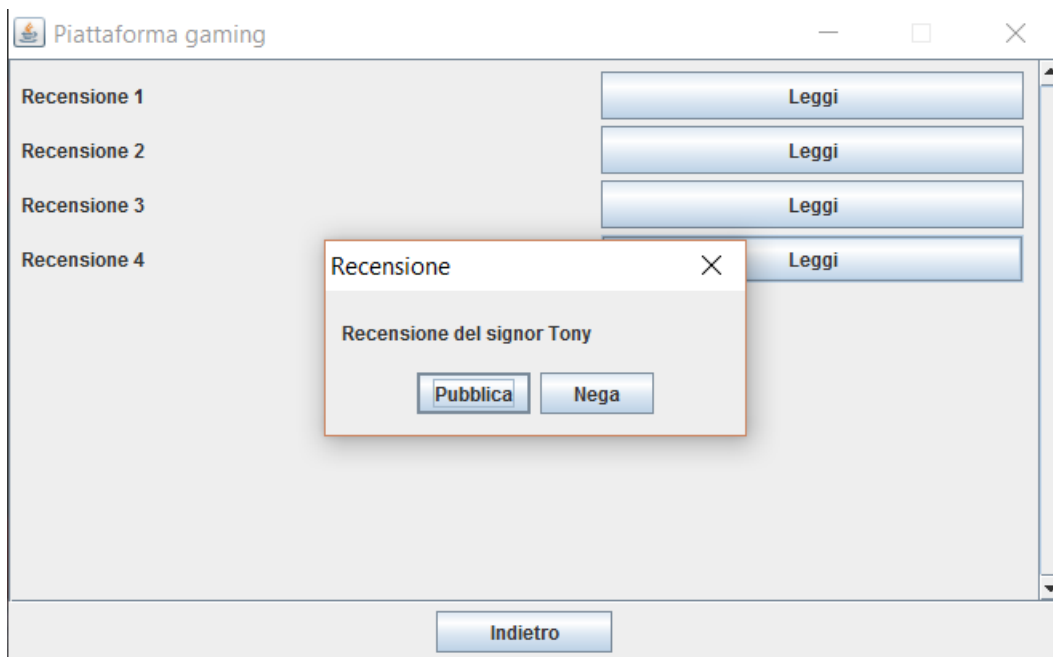 Piattaforma gaming
Recensione 1 Leggi
Recensione 2 Leggi
Recensione 3 Leggi
Recensione 4 Leggi
Recensione
Recensione del signor Tony
Pubblica Nega
Indietro